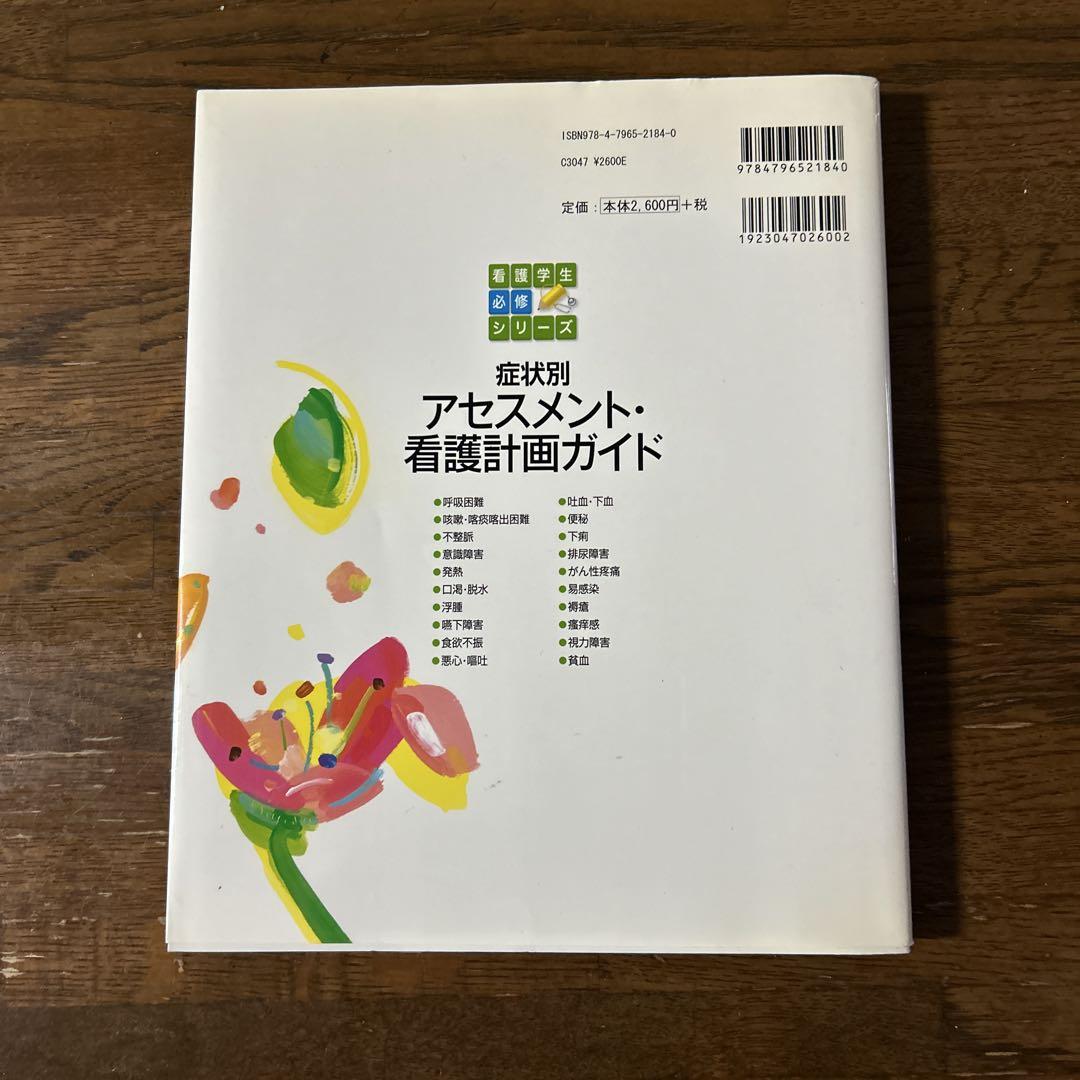 ISBN978-4-7965-2184-0
C3047 ¥2600E
定価：本体2,600円+税
9784796521840
1923047026002
看護学生
必修
シリーズ
症状別
アセスメント・
看護計画ガイド
●呼吸困難
●咳嗽・喀痰喀出困難
●不整脈
●意識障害
●発熱
●口渇・脱水
●浮腫
●嚥下障害
●食欲不振
●悪心・嘔吐
●吐血・下血
●便秘
●下痢
●排尿障害
●がん性疼痛
●易感染
●褥瘡
●瘙痒感
●視力障害
●貧血